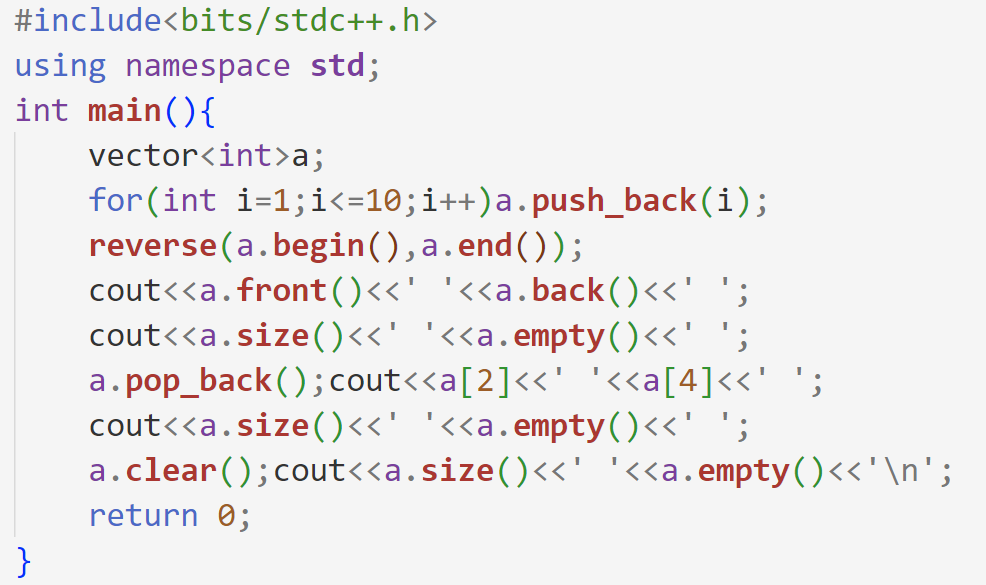 #include<bits/stdc++.h>
using namespace std;
int main(){
    vector<int>a;
    for(int i=1;i<=10;i++)a.push_back(i);
    reverse(a.begin(),a.end());
    cout<<a.front()<<' '<<a.back()<<' ';
    cout<<a.size()<<' '<<a.empty()<<' ';
    a.pop_back();cout<<a[2]<<' '<<a[4]<<' ';
    cout<<a.size()<<' '<<a.empty()<<' ';
    a.clear();cout<<a.size()<<' '<<a.empty()<<'\n';
    return 0;
}